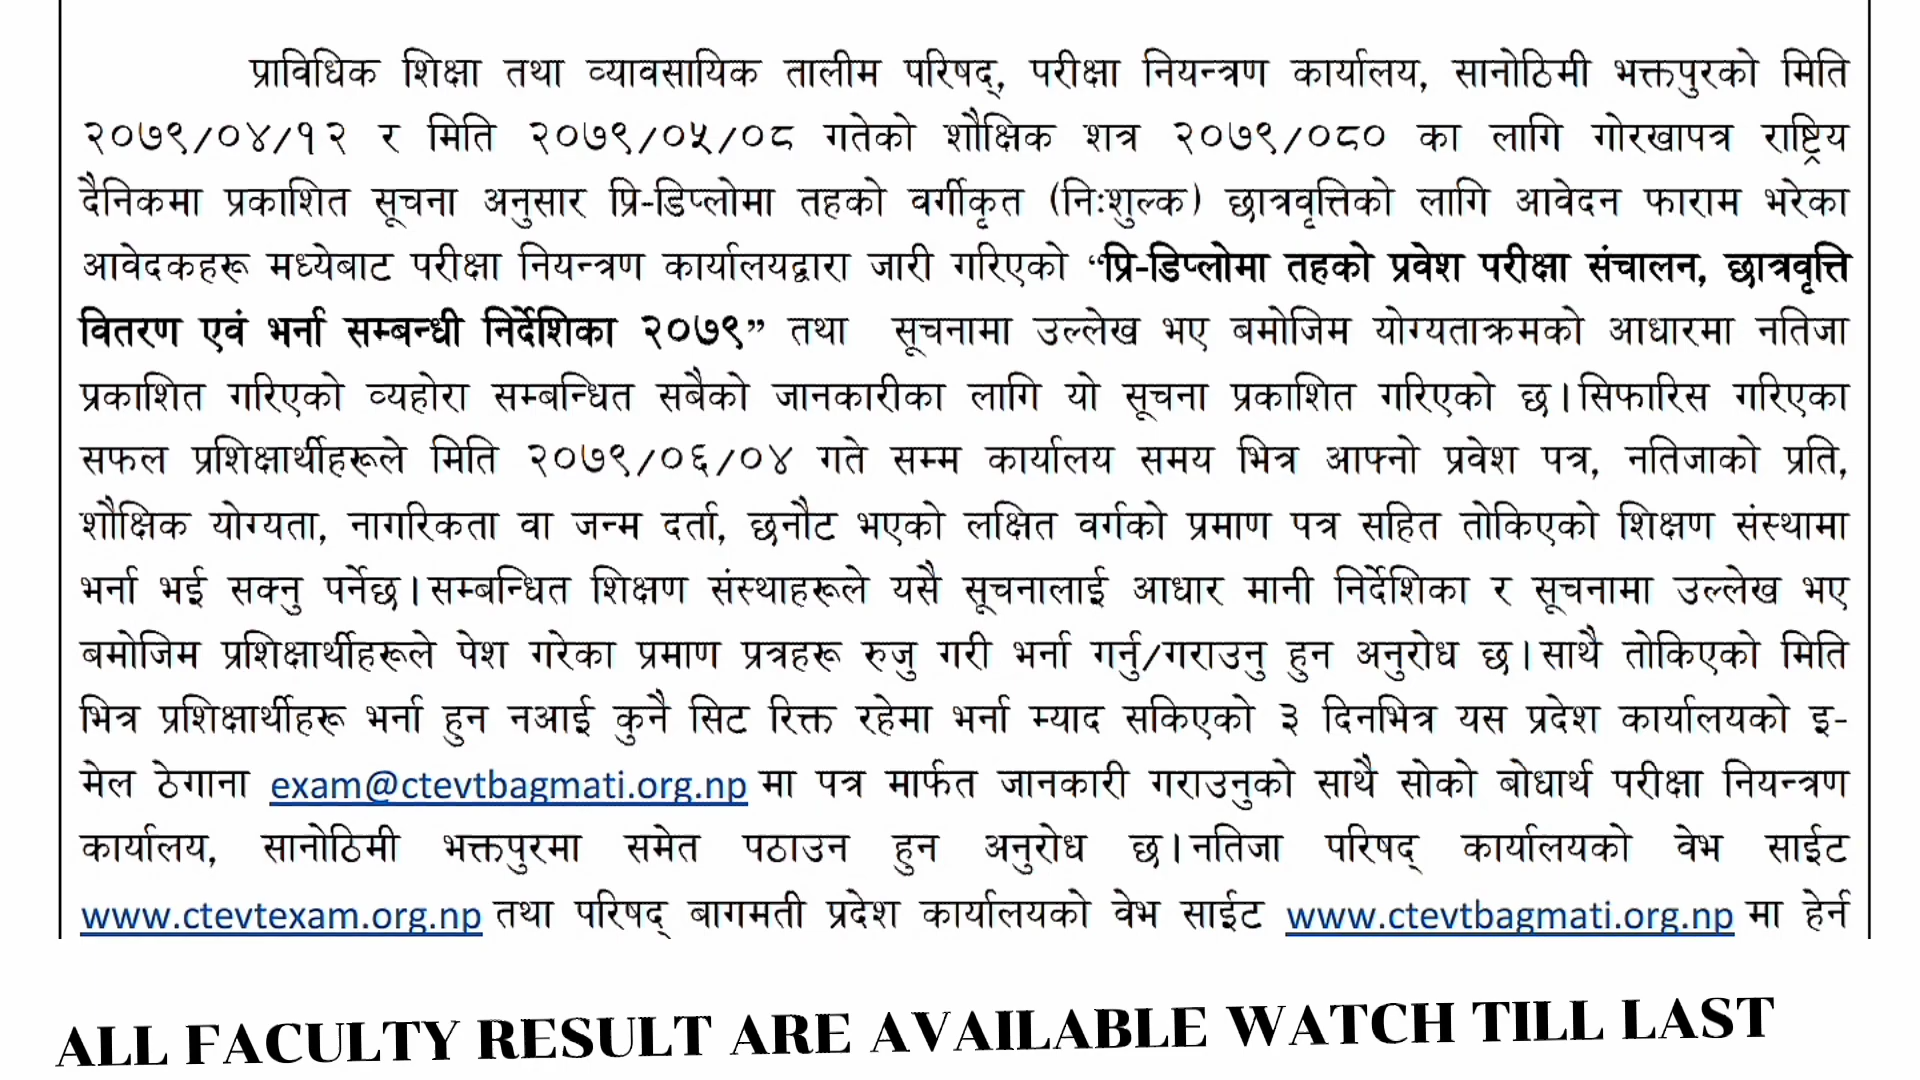 प्राविधिक शिक्षा तथा व्यावसायिक तालीम परिषद्, परीक्षा नियन्त्रण कार्यालय, सानोठिमी भक्तपुरको मिति
२०७९/०४/१२ र मिति २०७९/०५/०८ गतेको शौक्षिक शत्र २०७९/०८० का लागि गोरखापत्र राष्ट्रिय
दैनिकमा प्रकाशित सूचना अनुसार प्रि-डिप्लोमा तहको वर्गीकृत (निःशुल्क) छात्रवृत्तिको लागि आवेदन फाराम भरेका
आवेदकहरू मध्येबाट परीक्षा नियन्त्रण कार्यालयद्वारा जारी गरिएको “प्रि-डिप्लोमा तहको प्रवेश परीक्षा संचालन, छात्रवृत्ति
वितरण एवं भर्ना सम्बन्धी निर्देशिका २०७९” तथा सूचनामा उल्लेख भए बमोजिम योग्यताक्रमको आधारमा नतिजा
प्रकाशित गरिएको व्यहोरा सम्बन्धित सबैको जानकारीका लागि यो सूचना प्रकाशित गरिएको छ।सिफारिस गरिएका
सफल प्रशिक्षार्थीहरूले मिति २०७९/०६/०४ गते सम्म कार्यालय समय भित्र आफ्नो प्रवेश पत्र, नतिजाको प्रति,
शौक्षिक योग्यता, नागरिकता वा जन्म दर्ता, छनौट भएको लक्षित वर्गको प्रमाण पत्र सहित तोकिएको शिक्षण संस्थामा
भर्ना भई सक्नु पर्नेछ।सम्बन्धित शिक्षण संस्थाहरूले यसै सूचनालाई आधार मानी निर्देशिका र सूचनामा उल्लेख भए
बमोजिम प्रशिक्षार्थीहरूले पेश गरेका प्रमाण प्रत्रहरू रुजु गरी भर्ना गर्नु/गराउनु हुन अनुरोध छ।साथै तोकिएको मिति
भित्र प्रशिक्षार्थीहरू भर्ना हुन नआई कुनै सिट रिक्त रहेमा भर्ना म्याद सकिएको ३ दिनभित्र यस प्रदेश कार्यालयको इ-
मेल ठेगाना exam@ctevtbagmati.org.np मा पत्र मार्फत जानकारी गराउनुको साथै सोको बोधार्थ परीक्षा नियन्त्रण
कार्यालय, सानोठिमी भक्तपुरमा समेत पठाउन हुन अनुरोध छ।नतिजा परिषद् कार्यालयको वेभ साईट
www.ctevtexam.org.np तथा परिषद् बागमती प्रदेश कार्यालयको वेभ साईट www.ctevtbagmati.org.np मा हेर्न
ALL FACULTY RESULT ARE AVAILABLE WATCH TILL LAST